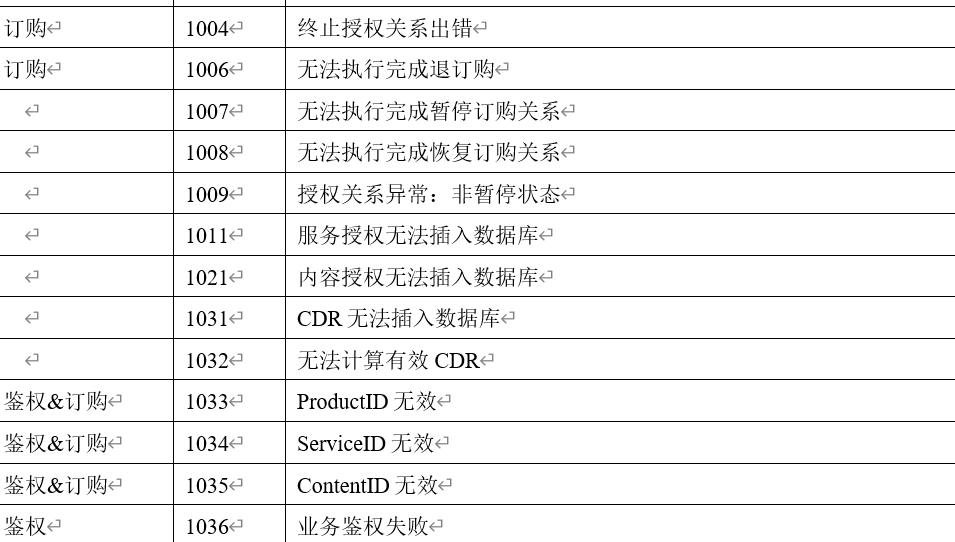 订购 1004 终止授权关系出错
订购 1006 无法执行完成退订购
1007 无法执行完成暂停订购关系
1008 无法执行完成恢复订购关系
1009 授权关系异常：非暂停状态
1011 服务授权无法插入数据库
1021 内容授权无法插入数据库
1031 CDR 无法插入数据库
1032 无法计算有效 CDR
鉴权&订购 1033 ProductID 无效
鉴权&订购 1034 ServiceID 无效
鉴权&订购 1035 ContentID 无效
鉴权 1036 业务鉴权失败